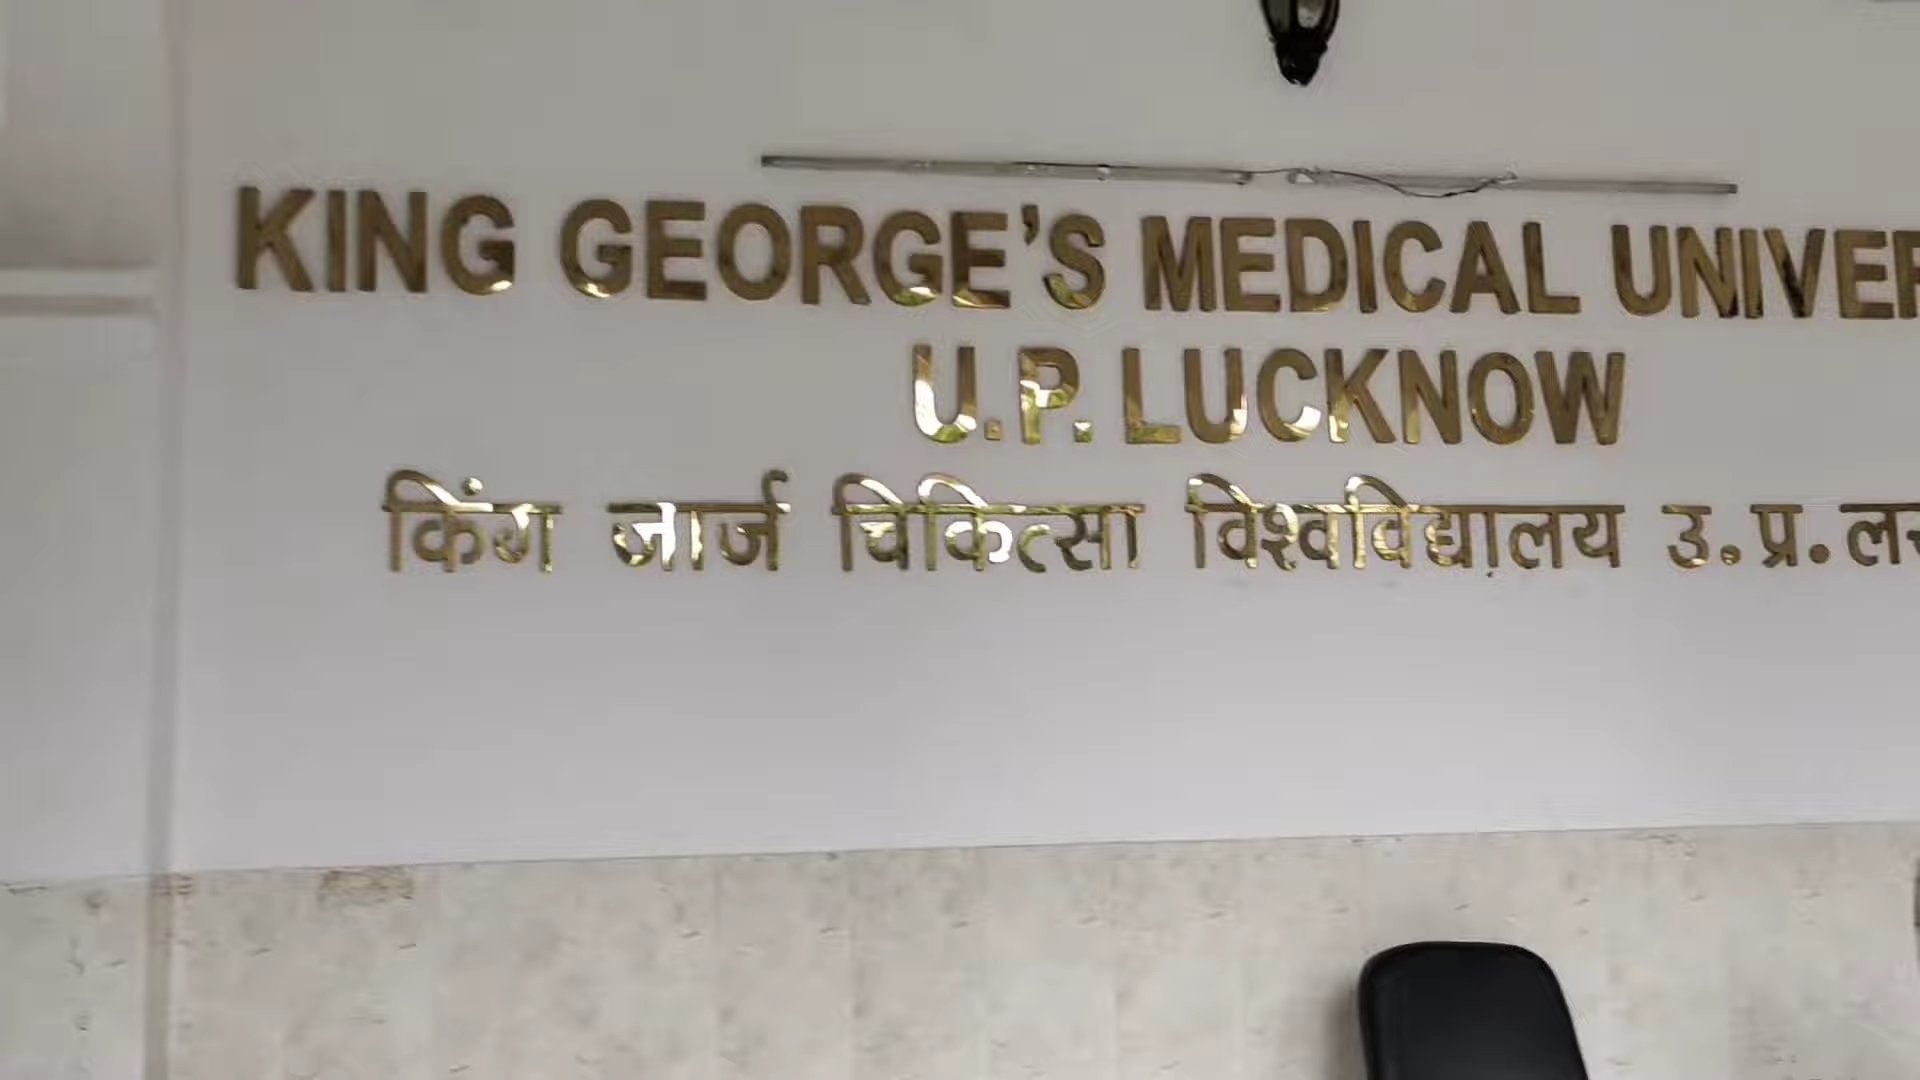 KING GEORGE'S MEDICAL UNIVER
U.P. LUCKNOW
किंग जार्ज चिकित्सा विश्वविद्यालय उ.प्र.